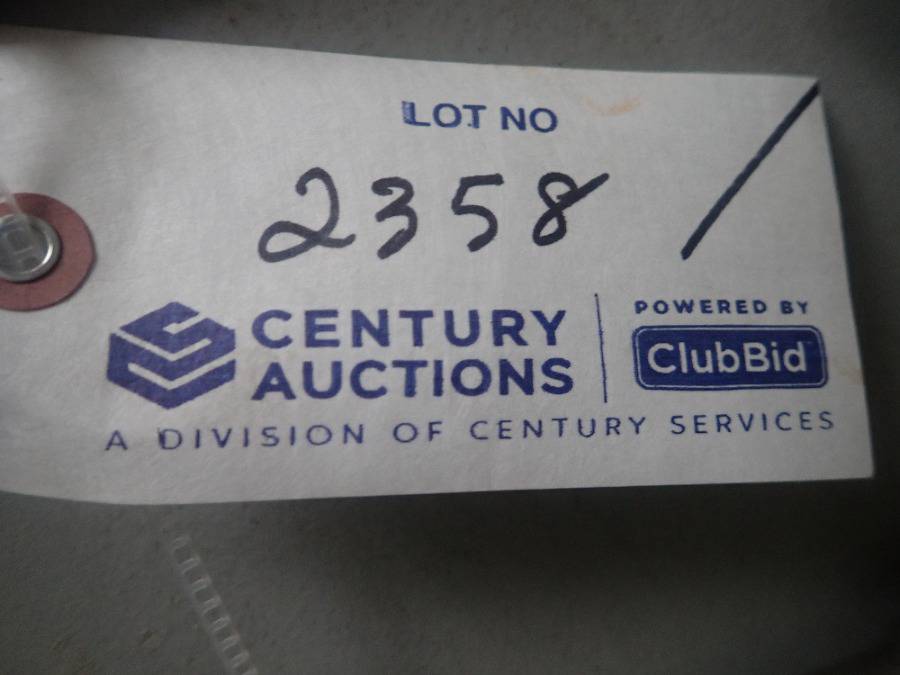 LOT NO
2358 /
CENTURY
AUCTIONS
POWERED BY
ClubBid
A DIVISION OF CENTURY SERVICES